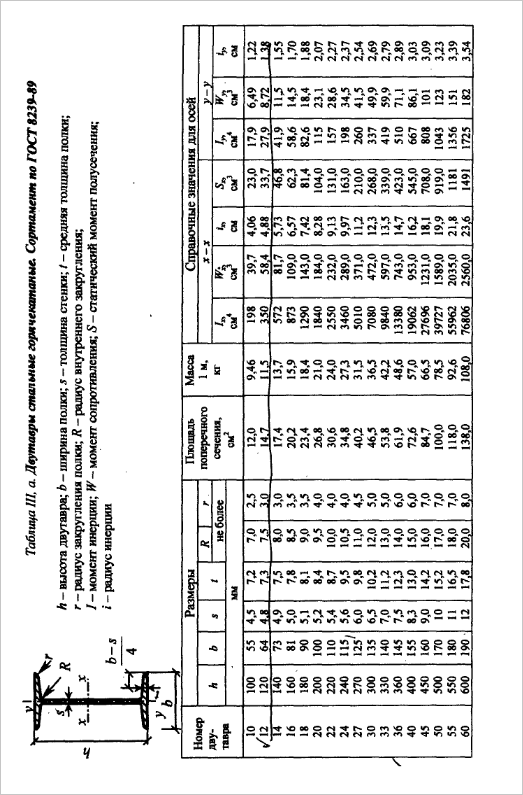 Таблица III, а. Двутавры стальные горячекатаные. Сортамент по ГОСТ 8239-89
h – высота двутавра; b – ширина полки; s – толщина стенки; t – средняя толщина полки;
r – радиус закругления полки; R – радиус внутреннего закругления;
I – момент инерции; W – момент сопротивления; S – статический момент полусечения;
i – радиус инерции
y r R b – s 4 s x x h t y b
Номер двутавра Размеры Площадь поперечного сечения, см2 Масса 1 м, кг Справочные значения для осей
h b s t R r x – x y – y
не более Ix, см4 Wx, см3 ix, см Sx, см3 Iy, см4 Wy, см3 iy, см
мм
10 100 55 4,5 7,2 7,0 2,5 12,0 9,46 198 39,7 4,06 23,0 17,9 6,49 1,22
12 120 64 4,8 7,3 7,5 3,0 14,7 11,5 350 58,4 4,88 33,7 27,9 8,72 1,38
14 140 73 4,9 7,5 8,0 3,0 17,4 13,7 572 81,7 5,73 46,8 41,9 11,5 1,55
16 160 81 5,0 7,8 8,5 3,5 20,2 15,9 873 109,0 6,57 62,3 58,6 14,5 1,70
18 180 90 5,1 8,1 9,0 3,5 23,4 18,4 1290 143,0 7,42 81,4 82,6 18,4 1,88
20 200 100 5,2 8,4 9,5 4,0 26,8 21,0 1840 184,0 8,28 104,0 115 23,1 2,07
22 220 110 5,4 8,7 10,0 4,0 30,6 24,0 2550 232,0 9,13 131,0 157 28,6 2,27
24 240 115 5,6 9,5 10,5 4,0 34,8 27,3 3460 289,0 9,97 163,0 198 34,5 2,37
27 270 125 6,0 9,8 11,0 4,5 40,2 31,5 5010 371,0 11,2 210,0 260 41,5 2,54
30 300 135 6,5 10,2 12,0 5,0 46,5 36,5 7080 472,0 12,3 268,0 337 49,9 2,69
33 330 140 7,0 11,2 13,0 5,0 53,8 42,2 9840 597,0 13,5 339,0 419 59,9 2,79
36 360 145 7,5 12,3 14,0 6,0 61,9 48,6 13380 743,0 14,7 423,0 510 71,1 2,89
40 400 155 8,3 13,0 15,0 6,0 72,6 57,0 19062 953,0 16,2 545,0 667 86,1 3,03
45 450 160 9,0 14,2 16,0 7,0 84,7 66,5 27696 1231,0 18,1 708,0 808 101 3,09
50 500 170 10 15,2 17,0 7,0 100,0 78,5 39727 1589,0 19,9 919,0 1043 123 3,23
55 550 180 11 16,5 18,0 7,0 118,0 92,6 55962 2035,0 21,8 1181 1356 151 3,39
60 600 190 12 17,8 20,0 8,0 138,0 108,0 76806 2560,0 23,6 1491 1725 182 3,54